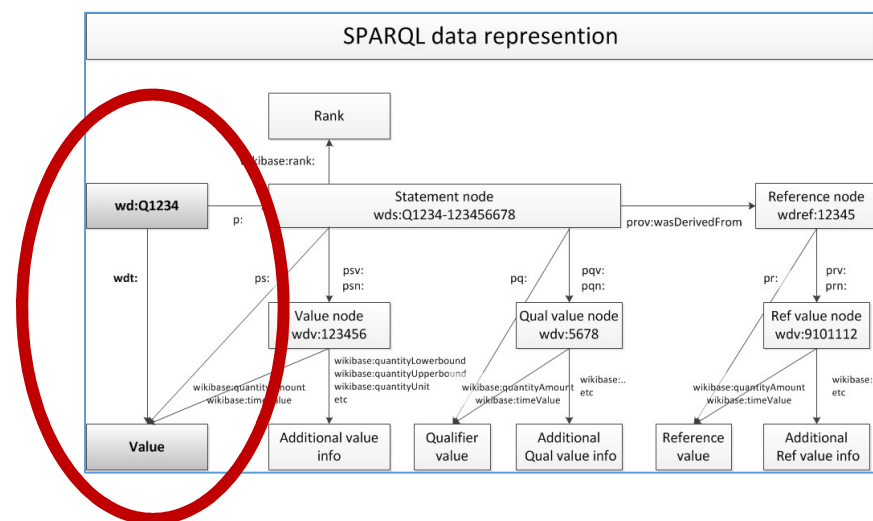 SPARQL data represention
Rank
wikibase:rank:
wd:Q1234
p:
Statement node
wds:Q1234-123456678
prov:wasDerivedFrom
Reference node
wdref:12345
wdt:
ps:
psv:
psn:
pq:
pqv:
pqn:
pr:
prv:
prn:
Value node
wdv:123456
Qual value node
wdv:5678
Ref value node
wdv:9101112
wikibase:quantityLowerbound
wikibase:quantityUpperbound
wikibase:quantityUnit
etc
wikibase:quantityAmount
wikibase:timeValue
wikibase:..
etc
wikibase:quantityAmount
wikibase:timeValue
wikibase:
etc
wikibase:quantityAmount
wikibase:timeValue
Value
Additional value
info
Qualifier
value
Additional
Qual value info
Reference
value
Additional
Ref value info